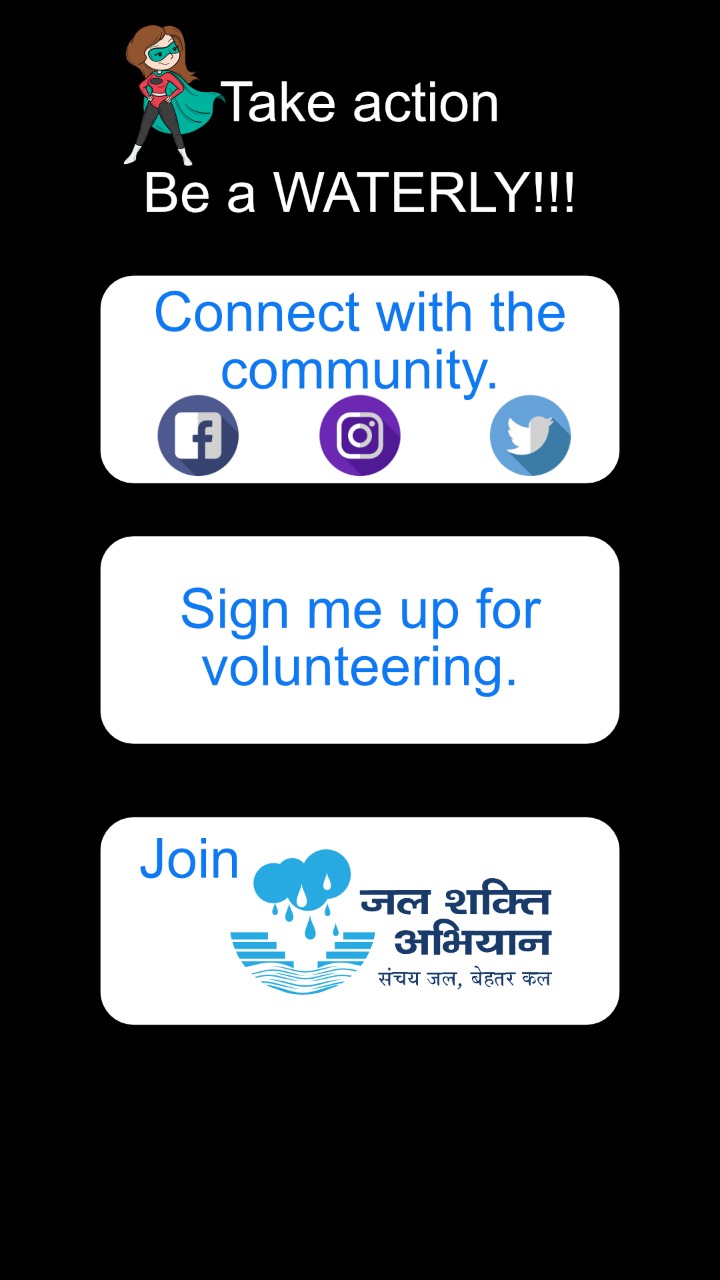 Take action
Be a WATERLY!!!
Connect with the
community.
Sign me up for
volunteering.
Join
जल शक्ति
अभियान
संचय जल, बेहतर कल